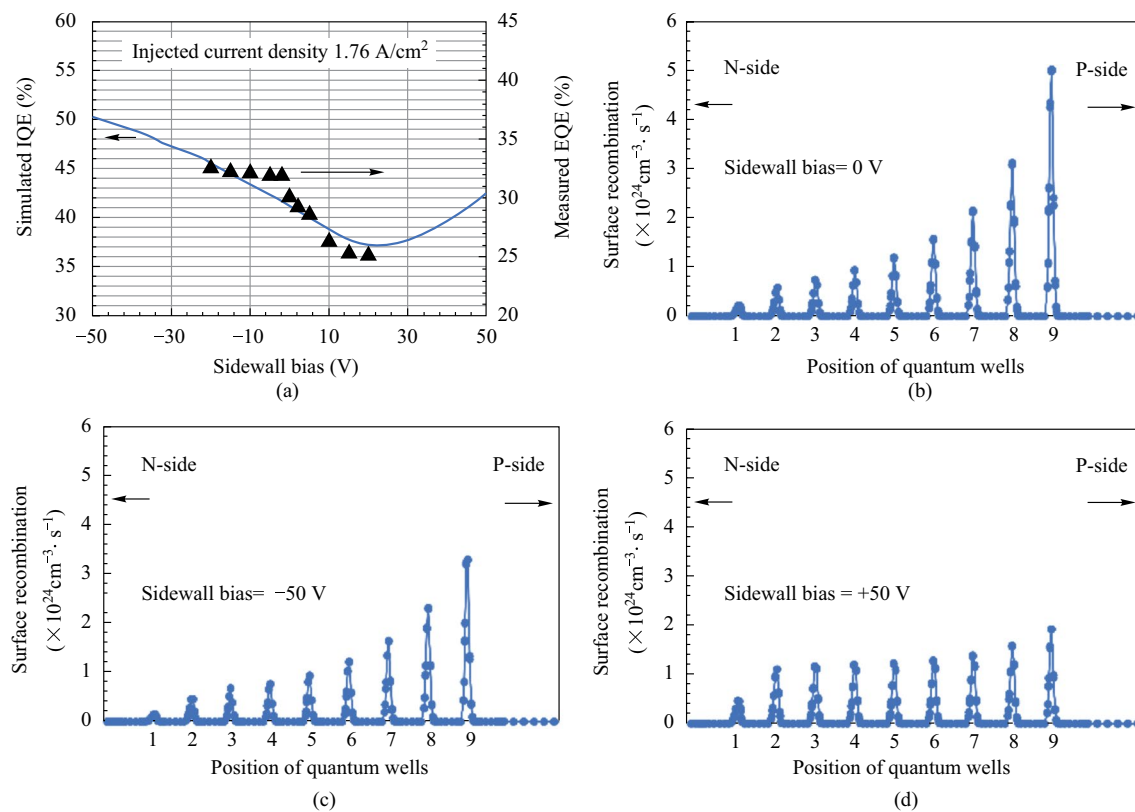 Injected current density 1.76 A/cm²
Simulated IQE (%)
60
55
50
45
40
35
30
Measured EQE (%)
45
40
35
30
25
20
−50
−30
−10
10
30
50
Sidewall bias (V)
(a)
Surface recombination
(×10²⁴cm⁻³· s⁻¹)
6
5
4
3
2
1
0
N-side
P-side
Sidewall bias= 0 V
1 2 3 4 5 6 7 8 9
Position of quantum wells
(b)
Surface recombination
(×10²⁴cm⁻³· s⁻¹)
6
5
4
3
2
1
0
N-side
P-side
Sidewall bias= −50 V
1 2 3 4 5 6 7 8 9
Position of quantum wells
(c)
Surface recombination
(×10²⁴cm⁻³· s⁻¹)
6
5
4
3
2
1
0
N-side
P-side
Sidewall bias = +50 V
1 2 3 4 5 6 7 8 9
Position of quantum wells
(d)